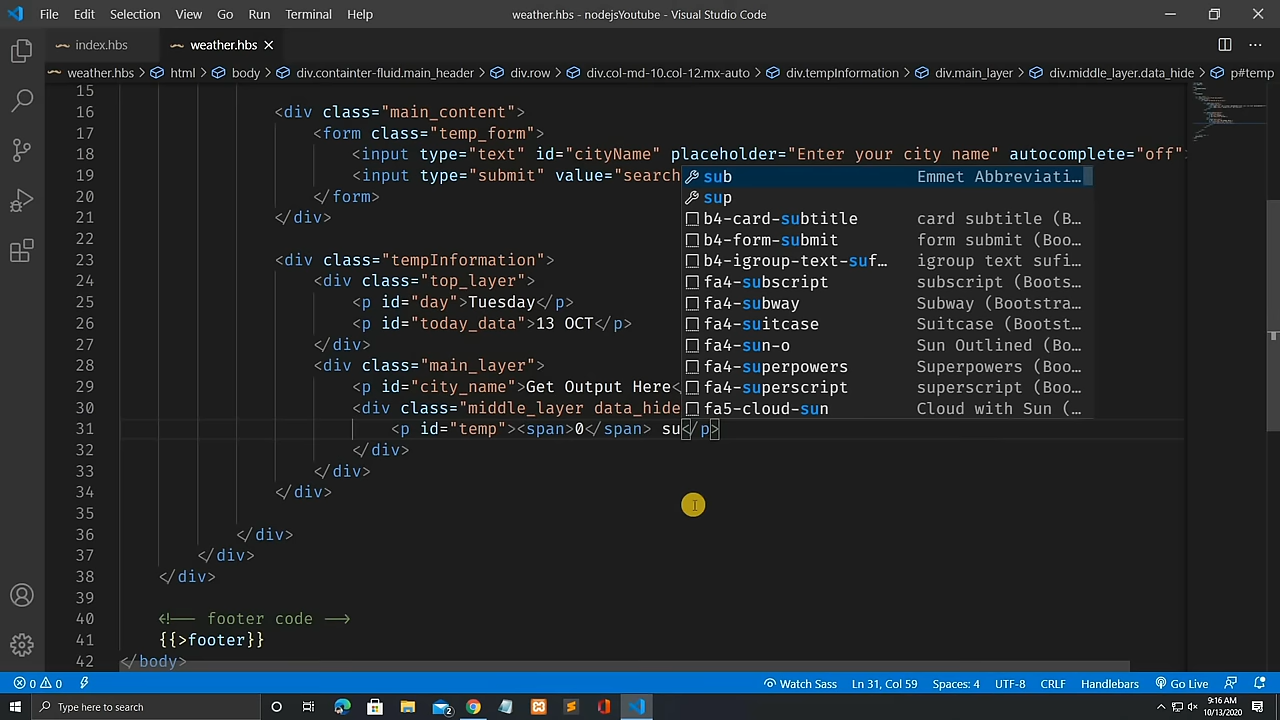 File Edit Selection View Go Run Terminal Help weather.hbs - nodejsYoutube - Visual Studio Code
index.hbs weather.hbs
weather.hbs > html > body > div.containter-fluid.main_header > div.row > div.col-md-10.col-12.mx-auto > div.tempInformation > div.main_layer > div.middle_layer.data_hide > p#temp
15
16 <div class="main_content">
17 <form class="temp_form">
18 <input type="text" id="cityName" placeholder="Enter your city name" autocomplete="off">
19 <input type="submit" value="search
20 </form>
21 </div>
22
23 <div class="tempInformation">
24 <div class="top_layer">
25 <p id="day">Tuesday</p>
26 <p id="today_data">13 OCT</p>
27 </div>
28 <div class="main_layer">
29 <p id="city_name">Get Output Here<
30 <div class="middle_layer data_hide
31 <p id="temp"><span>0</span> su</p>
32 </div>
33 </div>
34 </div>
35
36 </div>
37 </div>
38 </div>
39
40 <!-- footer code -->
41 {{>footer}}
42 </body>
sub Emmet Abbreviati…
sup
b4-card-subtitle card subtitle (B…
b4-form-submit form submit (Boo…
b4-igroup-text-suf… igroup text sufi…
fa4-subscript subscript (Boots…
fa4-subway Subway (Bootstra…
fa4-suitcase Suitcase (Bootst…
fa4-sun-o Sun Outlined (Bo…
fa4-superpowers Superpowers (Boo…
fa4-superscript superscript (Boo…
fa5-cloud-sun Cloud with Sun (…
0 0 Watch Sass Ln 31, Col 59 Spaces: 4 UTF-8 CRLF Handlebars Go Live
Type here to search 2 9:16 AM
10/13/2020